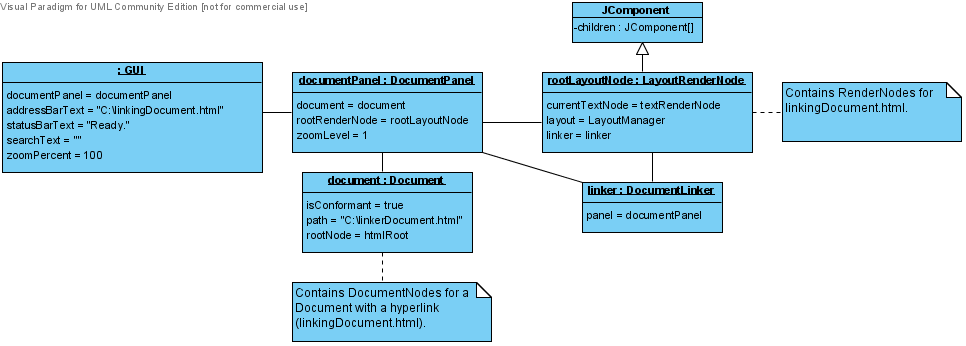 Visual Paradigm for UML Community Edition [not for commercial use]
JComponent
-children : JComponent[]
: GUI
documentPanel = documentPanel
addressBarText = "C:\linkingDocument.html"
statusBarText = "Ready."
searchText = ""
zoomPercent = 100
documentPanel : DocumentPanel
document = document
rootRenderNode = rootLayoutNode
zoomLevel = 1
rootLayoutNode : LayoutRenderNode
currentTextNode = textRenderNode
layout = LayoutManager
linker = linker
Contains RenderNodes for
linkingDocument.html.
document : Document
isConformant = true
path = "C:\linkerDocument.html"
rootNode = htmlRoot
linker : DocumentLinker
panel = documentPanel
Contains DocumentNodes for a
Document with a hyperlink
(linkingDocument.html).